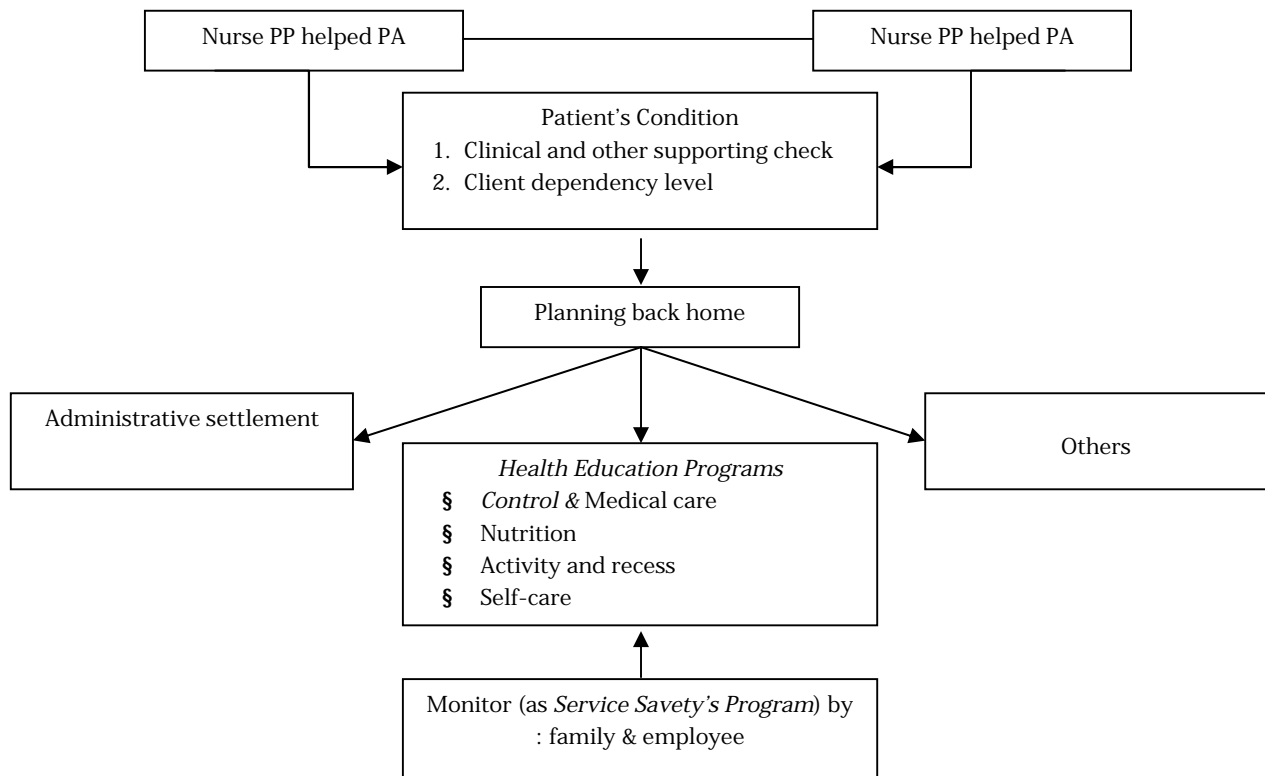 Nurse PP helped PA
Nurse PP helped PA
Patient's Condition
1. Clinical and other supporting check
2. Client dependency level
Planning back home
Administrative settlement
Others
Health Education Programs
§ Control & Medical care
§ Nutrition
§ Activity and recess
§ Self-care
Monitor (as Service Savety's Program) by
: family & employee